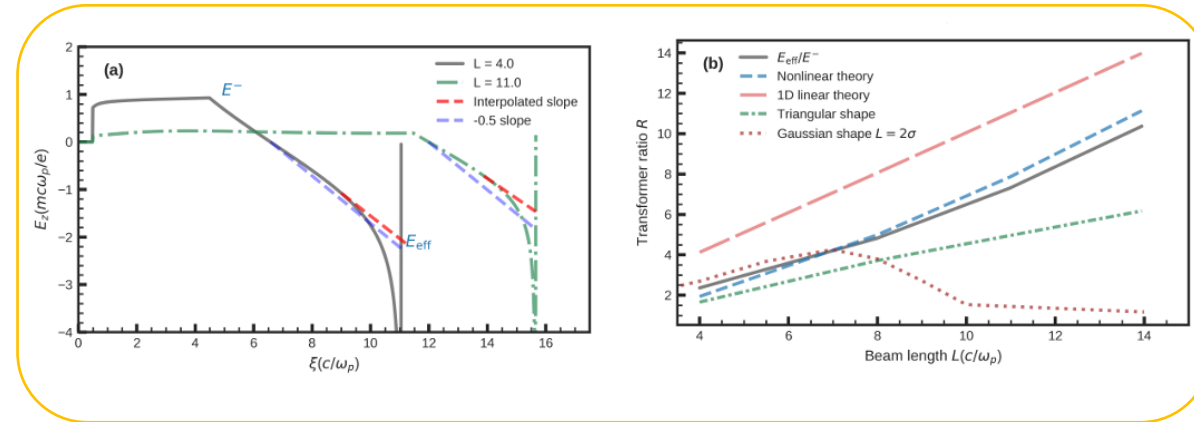 (a)
E⁻
L = 4.0
L = 11.0
Interpolated slope
-0.5 slope
E_eff
2
1
0
−1
−2
−3
−4
E_z(mcω_p/e)
0 2 4 6 8 10 12 14 16
ξ(c/ω_p)
(b)
E_eff/E⁻
Nonlinear theory
1D linear theory
Triangular shape
Gaussian shape L = 2σ
14
12
10
8
6
4
2
Transformer ratio R
4 6 8 10 12 14
Beam length L(c/ω_p)